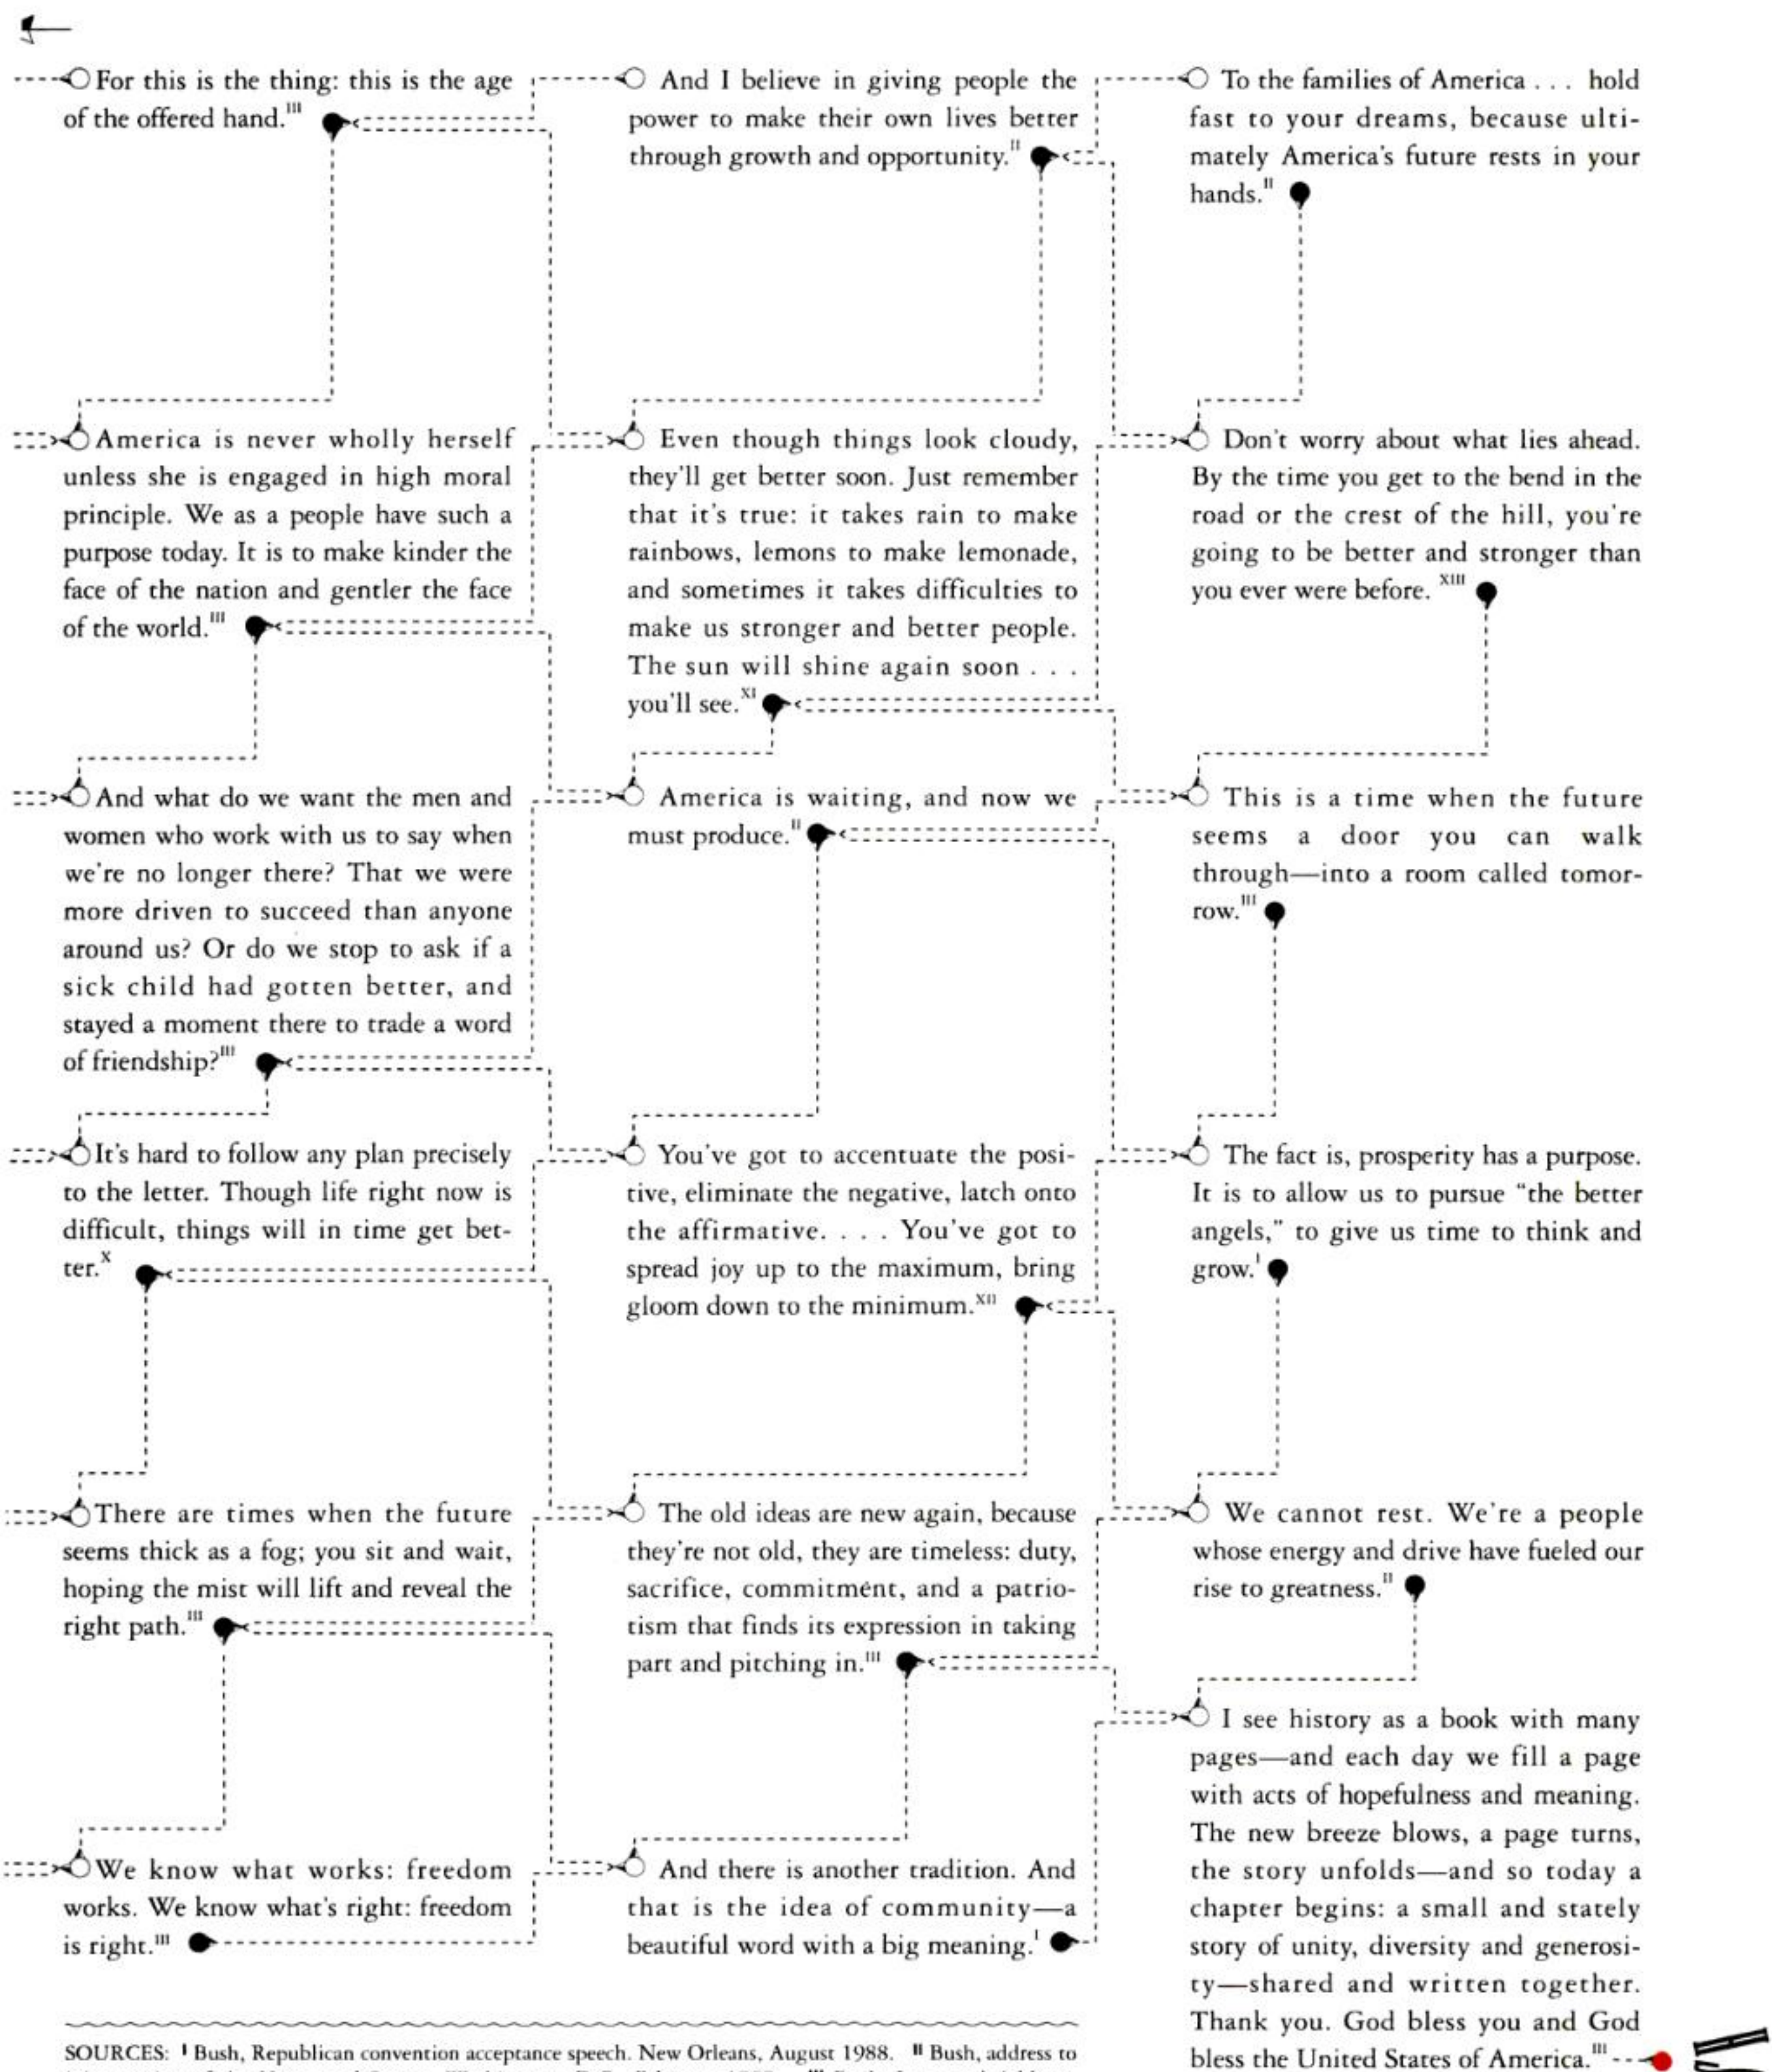 For this is the thing: this is the age
of the offered hand.III
America is never wholly herself
unless she is engaged in high moral
principle. We as a people have such a
purpose today. It is to make kinder the
face of the nation and gentler the face
of the world.III
And what do we want the men and
women who work with us to say when
we're no longer there? That we were
more driven to succeed than anyone
around us? Or do we stop to ask if a
sick child had gotten better, and
stayed a moment there to trade a word
of friendship?III
It's hard to follow any plan precisely
to the letter. Though life right now is
difficult, things will in time get bet-
ter.X
There are times when the future
seems thick as a fog; you sit and wait,
hoping the mist will lift and reveal the
right path.III
We know what works: freedom
works. We know what's right: freedom
is right.III
And I believe in giving people the
power to make their own lives better
through growth and opportunity.II
Even though things look cloudy,
they'll get better soon. Just remember
that it's true: it takes rain to make
rainbows, lemons to make lemonade,
and sometimes it takes difficulties to
make us stronger and better people.
The sun will shine again soon . . .
you'll see.XI
America is waiting, and now we
must produce.II
You've got to accentuate the posi-
tive, eliminate the negative, latch onto
the affirmative. . . . You've got to
spread joy up to the maximum, bring
gloom down to the minimum.XII
The old ideas are new again, because
they're not old, they are timeless: duty,
sacrifice, commitment, and a patrio-
tism that finds its expression in taking
part and pitching in.III
And there is another tradition. And
that is the idea of community—a
beautiful word with a big meaning.I
To the families of America . . . hold
fast to your dreams, because ulti-
mately America's future rests in your
hands.II
Don't worry about what lies ahead.
By the time you get to the bend in the
road or the crest of the hill, you're
going to be better and stronger than
you ever were before. XIII
This is a time when the future
seems a door you can walk
through—into a room called tomor-
row.III
The fact is, prosperity has a purpose.
It is to allow us to pursue “the better
angels,” to give us time to think and
grow.I
We cannot rest. We're a people
whose energy and drive have fueled our
rise to greatness.II
I see history as a book with many
pages—and each day we fill a page
with acts of hopefulness and meaning.
The new breeze blows, a page turns,
the story unfolds—and so today a
chapter begins: a small and stately
story of unity, diversity and generosi-
ty—shared and written together.
Thank you. God bless you and God
bless the United States of America.III
SOURCES: I Bush, Republican convention acceptance speech. New Orleans, August 1988. II Bush, address to